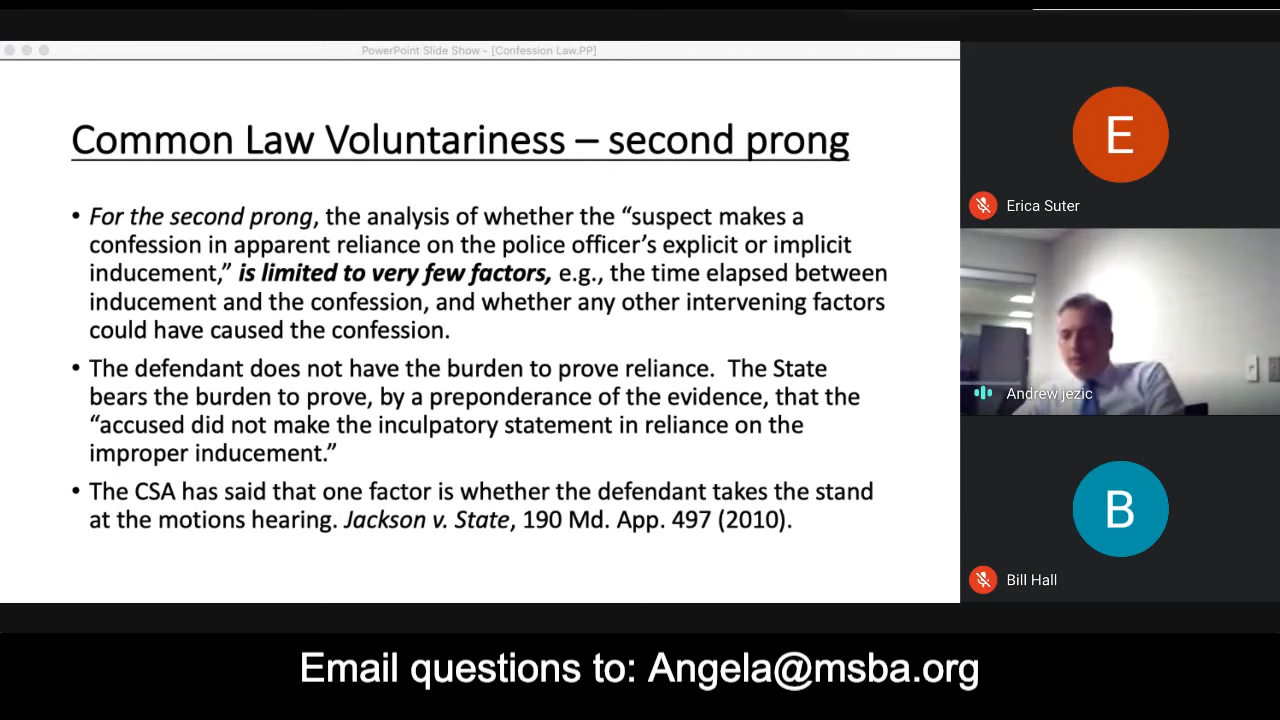 PowerPoint Slide Show - [Confession Law.PP]
Common Law Voluntariness – second prong
• For the second prong, the analysis of whether the “suspect makes a
confession in apparent reliance on the police officer’s explicit or implicit
inducement,” is limited to very few factors, e.g., the time elapsed between
inducement and the confession, and whether any other intervening factors
could have caused the confession.
• The defendant does not have the burden to prove reliance.  The State
bears the burden to prove, by a preponderance of the evidence, that the
“accused did not make the inculpatory statement in reliance on the
improper inducement.”
• The CSA has said that one factor is whether the defendant takes the stand
at the motions hearing. Jackson v. State, 190 Md. App. 497 (2010).
E
Erica Suter
Andrew jezic
B
Bill Hall
Email questions to: Angela@msba.org